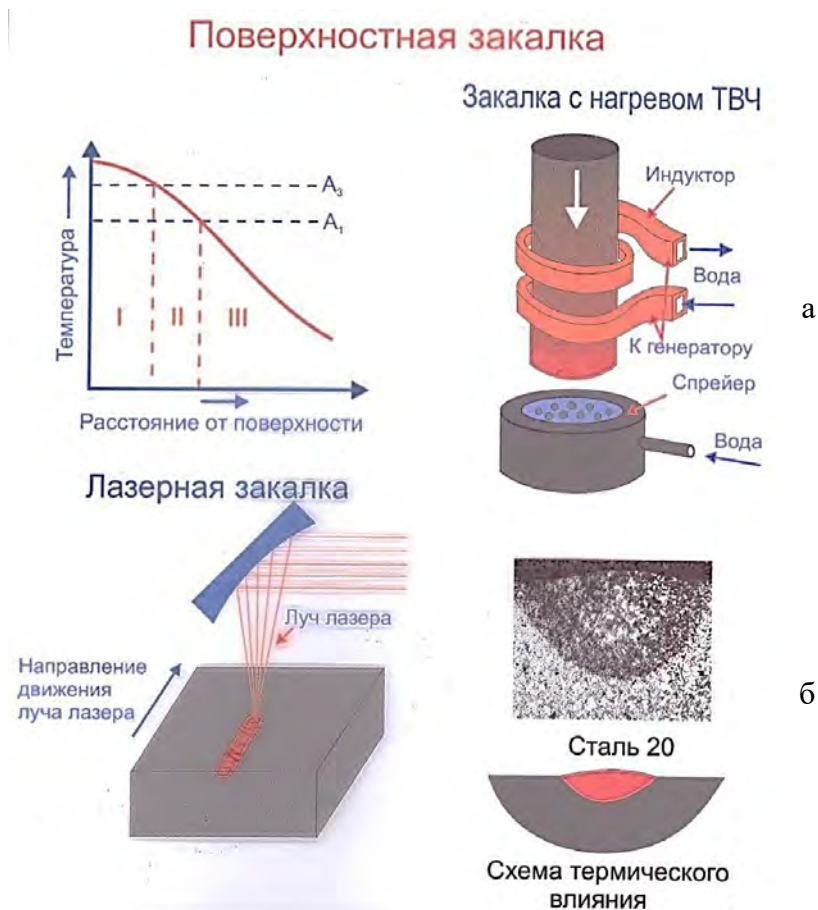 Поверхностная закалка
Закалка с нагревом ТВЧ
Температура
A₃
A₁
I
II
III
Расстояние от поверхности
Индуктор
Вода
К генератору
Спрейер
Вода
а
Лазерная закалка
Луч лазера
Направление
движения
луча лазера
Сталь 20
б
Схема термического
влияния